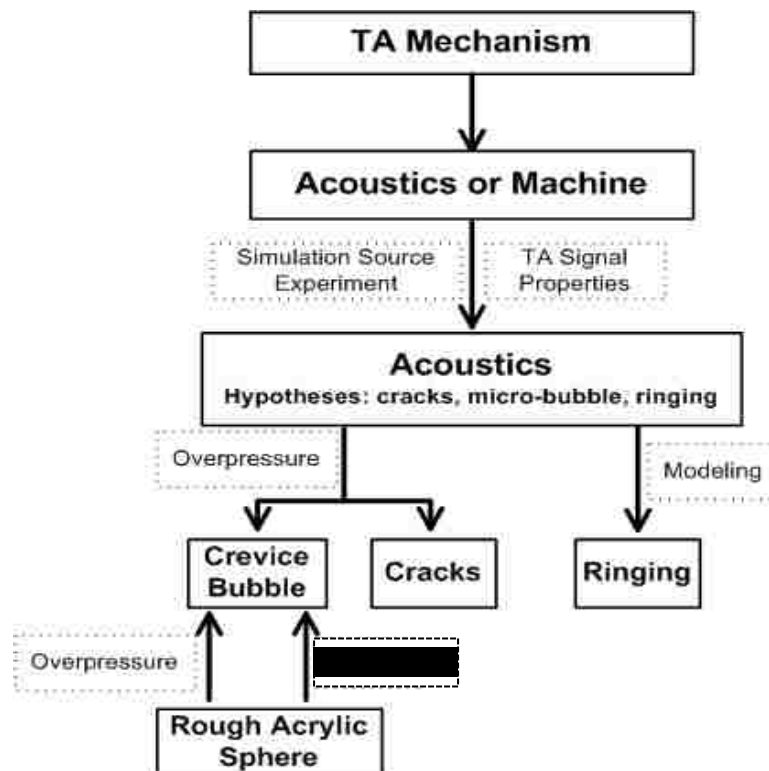 TA Mechanism
Acoustics or Machine
Simulation Source
Experiment
TA Signal
Properties
Acoustics
Hypotheses: cracks, micro-bubble, ringing
Overpressure
Modeling
Crevice
Bubble
Cracks
Ringing
Overpressure
Rough Acrylic
Sphere